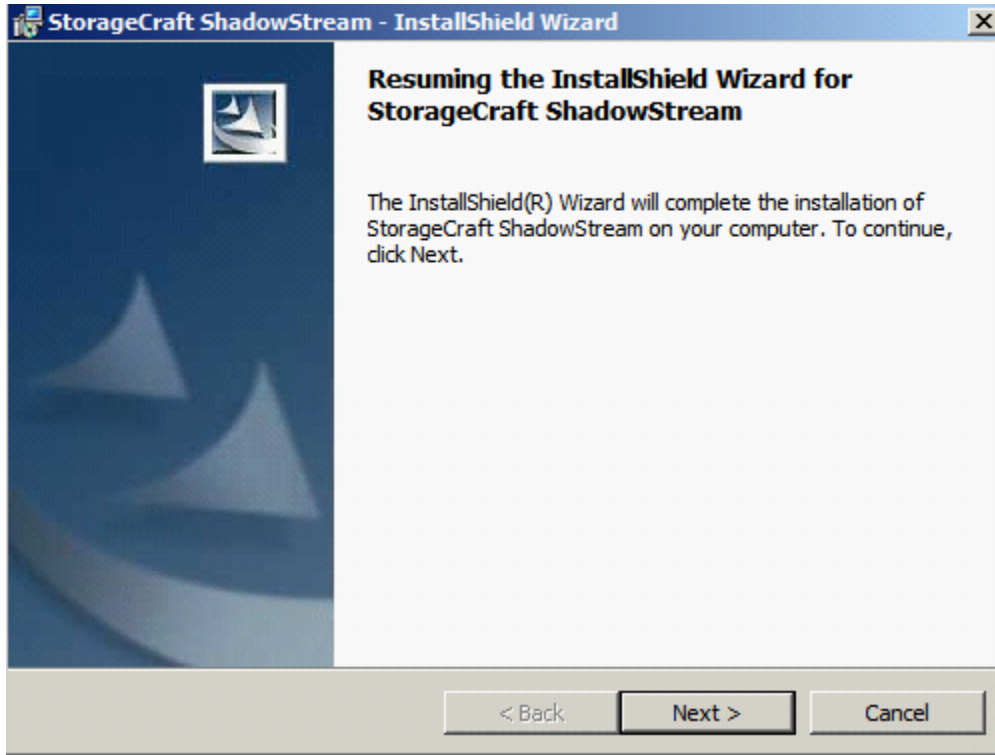 StorageCraft ShadowStream - InstallShield Wizard
Resuming the InstallShield Wizard for
StorageCraft ShadowStream
The InstallShield(R) Wizard will complete the installation of
StorageCraft ShadowStream on your computer. To continue,
click Next.
< Back
Next >
Cancel